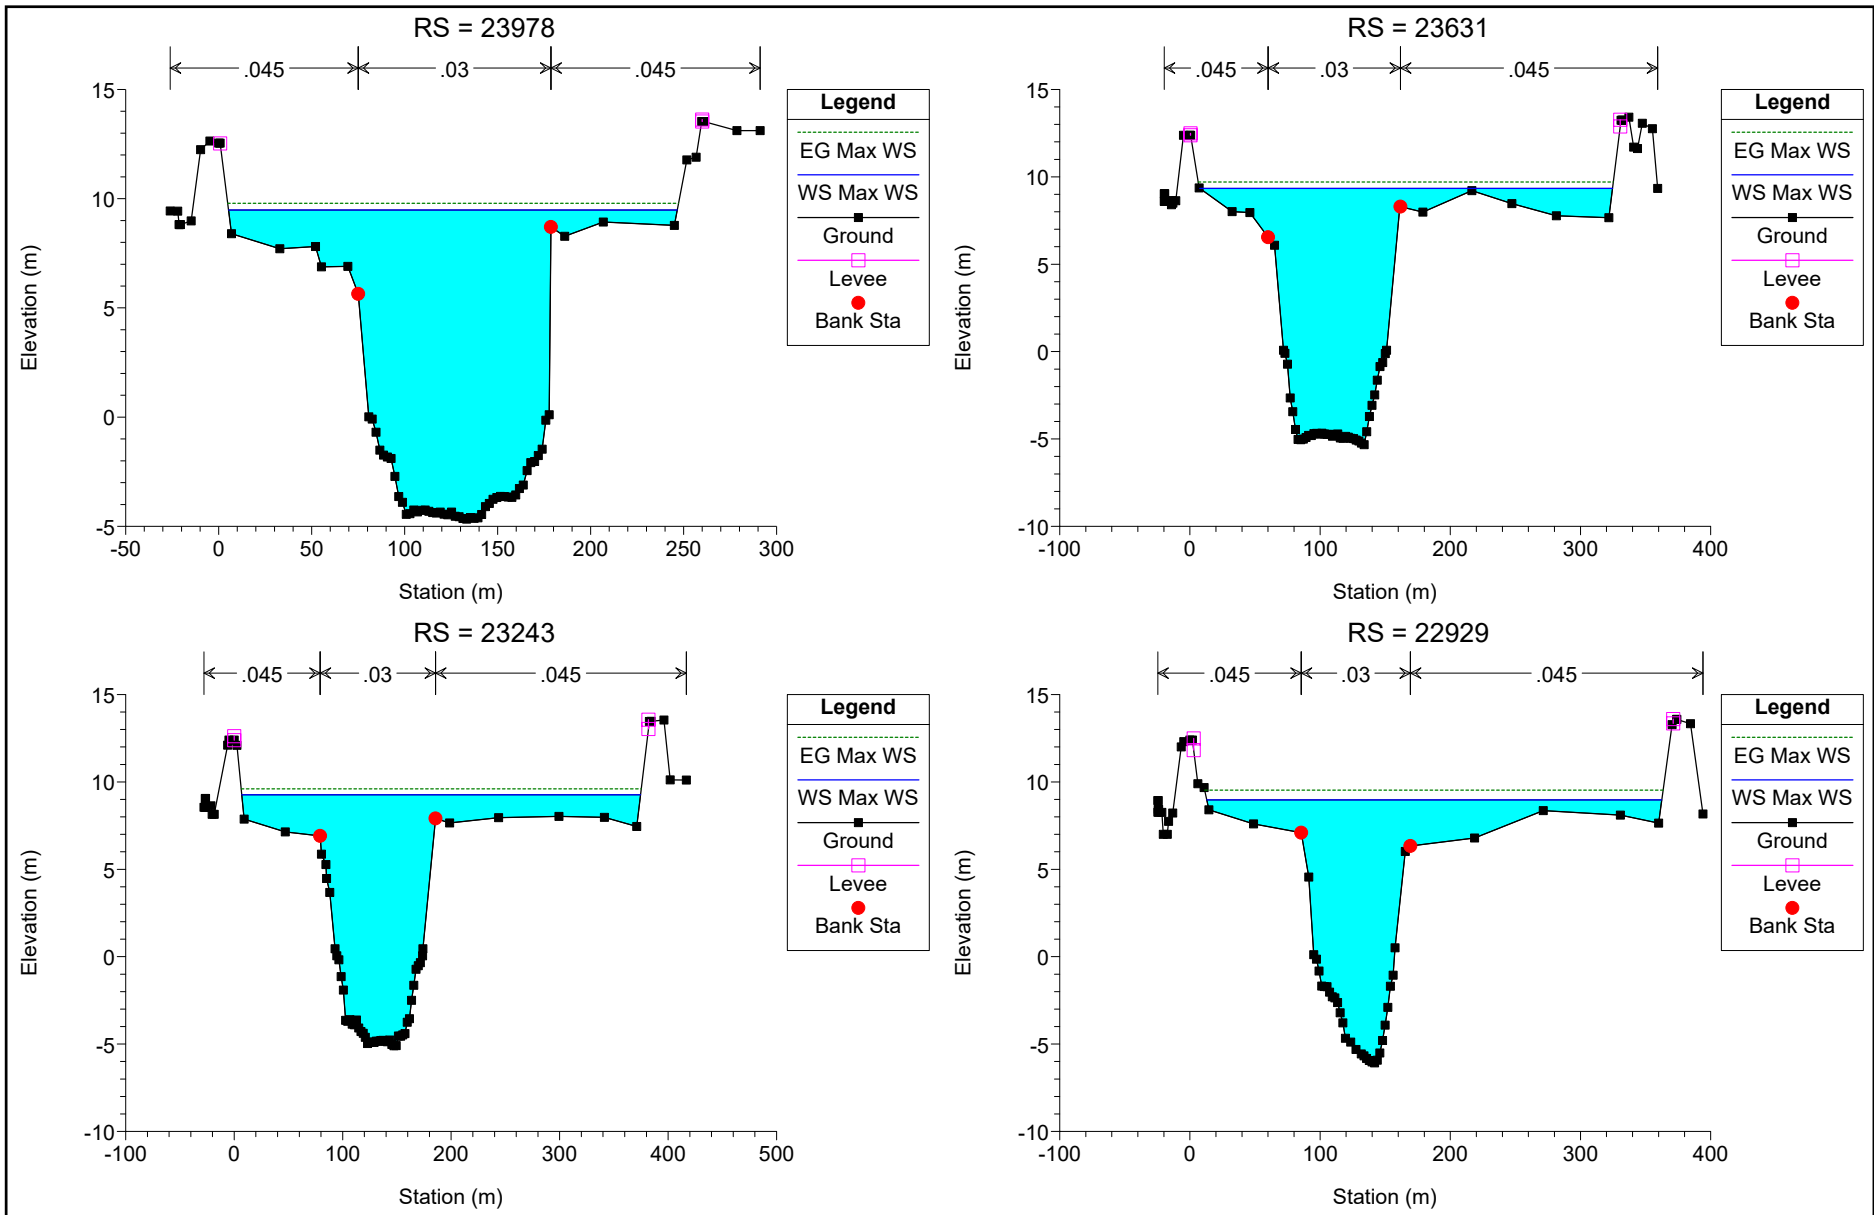 RS = 23978
.045
.03
.045
15
10
5
0
-5
-50
0
50
100
150
200
250
300
Elevation (m)
Station (m)
Legend
EG Max WS
WS Max WS
Ground
Levee
Bank Sta
RS = 23631
.045
.03
.045
15
10
5
0
-5
-10
-100
0
100
200
300
400
Elevation (m)
Station (m)
Legend
EG Max WS
WS Max WS
Ground
Levee
Bank Sta
RS = 23243
.045
.03
.045
15
10
5
0
-5
-10
-100
0
100
200
300
400
500
Elevation (m)
Station (m)
Legend
EG Max WS
WS Max WS
Ground
Levee
Bank Sta
RS = 22929
.045
.03
.045
15
10
5
0
-5
-10
-100
0
100
200
300
400
Elevation (m)
Station (m)
Legend
EG Max WS
WS Max WS
Ground
Levee
Bank Sta